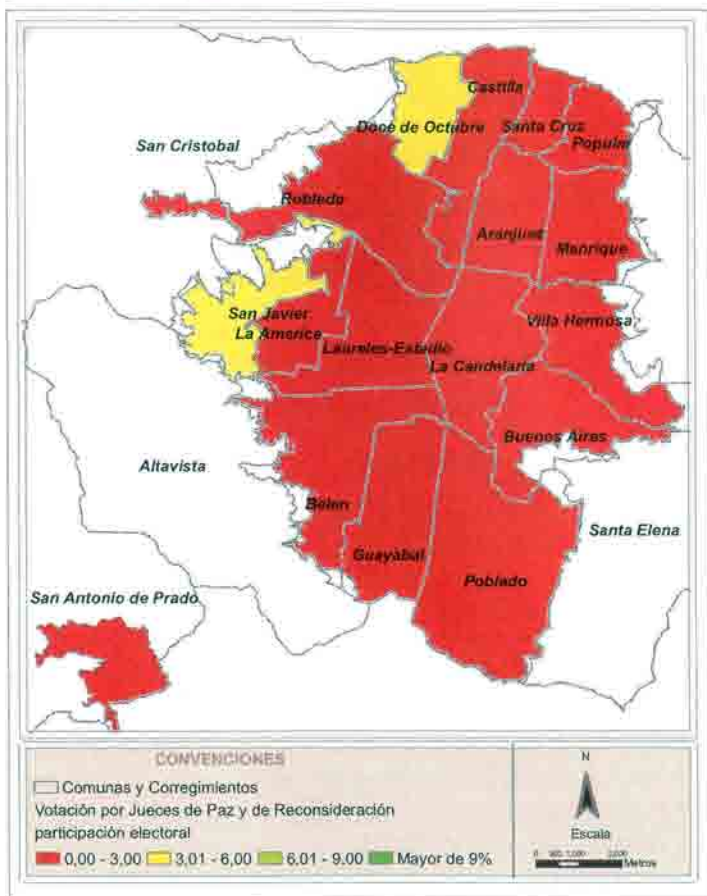 Castilla
Doce de Octubre
Santa Cruz
Popular
San Cristobal
Robledo
Aranjuez
Manrique
San Javier
La America
Villa Hermosa
Laureles-Estadio
La Candelaria
Buenos Aires
Altavista
Belen
Santa Elena
Guayabal
Poblado
San Antonio de Prado
CONVENCIONES
Comunas y Corregimientos
Votación por Jueces de Paz y de Reconsideración
participación electoral
0,00 - 3,00 3,01 - 6,00 6,01 - 9,00 Mayor de 9%
N
Escala
Metros